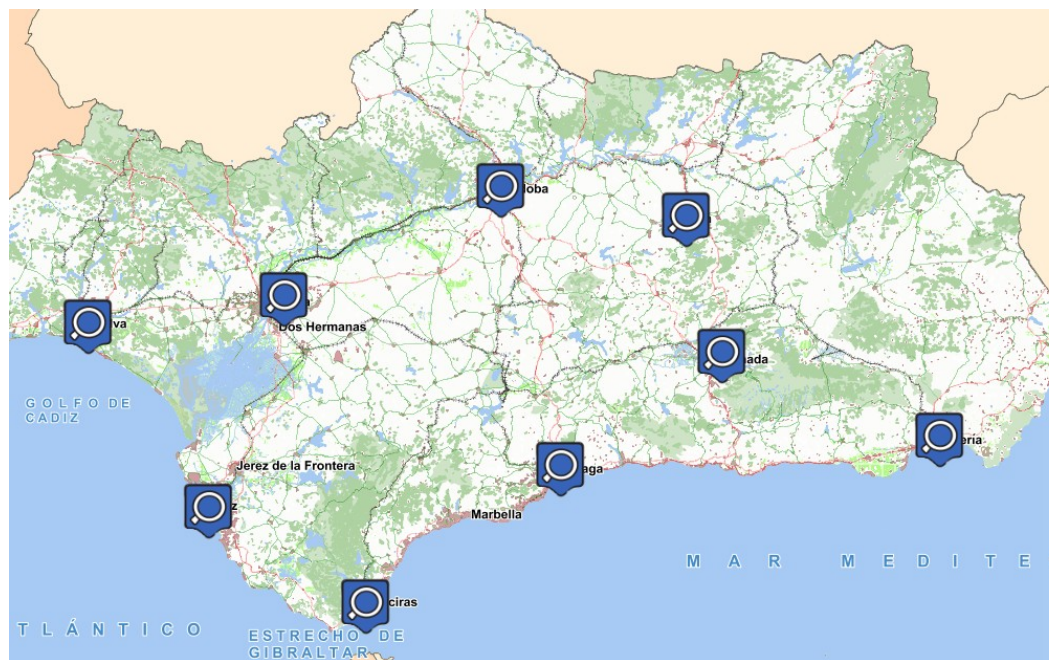 oba
Dos Hermanas
va
nada
GOLFO DE
CADIZ
ería
Jerez de la Frontera
aga
z
Marbella
MAR MEDITE
ciras
TLÁNTICO
ESTRECHO DE
GIBRALTAR